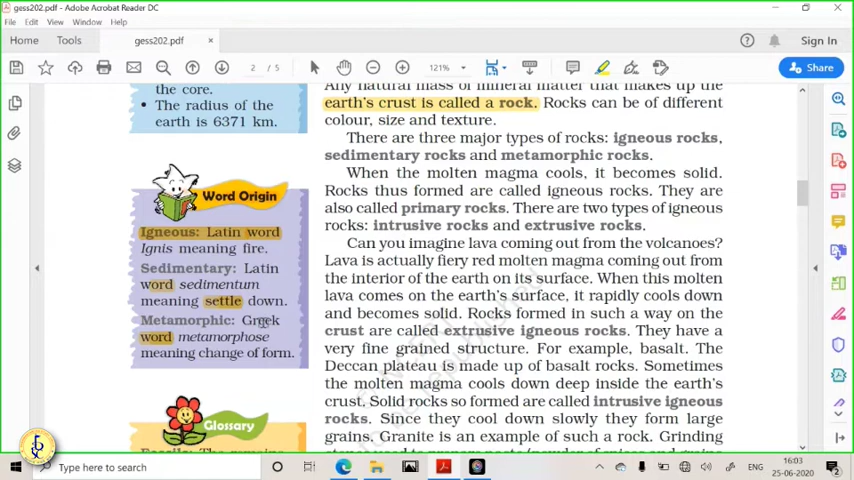 gess202.pdf - Adobe Acrobat Reader DC
File Edit View Window Help
Home Tools gess202.pdf × Sign In
2 / 5 121% Share
the core.
• The radius of the
earth is 6371 km.
Word Origin
Igneous: Latin word
Ignis meaning fire.
Sedimentary: Latin
word sedimentum
meaning settle down.
Metamorphic: Greek
word metamorphose
meaning change of form.
Glossary
Any natural mass of mineral matter that makes up the
earth's crust is called a rock. Rocks can be of different
colour, size and texture.
There are three major types of rocks: igneous rocks,
sedimentary rocks and metamorphic rocks.
When the molten magma cools, it becomes solid.
Rocks thus formed are called igneous rocks. They are
also called primary rocks. There are two types of igneous
rocks: intrusive rocks and extrusive rocks.
Can you imagine lava coming out from the volcanoes?
Lava is actually fiery red molten magma coming out from
the interior of the earth on its surface. When this molten
lava comes on the earth's surface, it rapidly cools down
and becomes solid. Rocks formed in such a way on the
crust are called extrusive igneous rocks. They have a
very fine grained structure. For example, basalt. The
Deccan plateau is made up of basalt rocks. Sometimes
the molten magma cools down deep inside the earth's
crust. Solid rocks so formed are called intrusive igneous
rocks. Since they cool down slowly they form large
grains. Granite is an example of such a rock. Grinding
Type here to search
ENG
16:03
25-06-2020
2